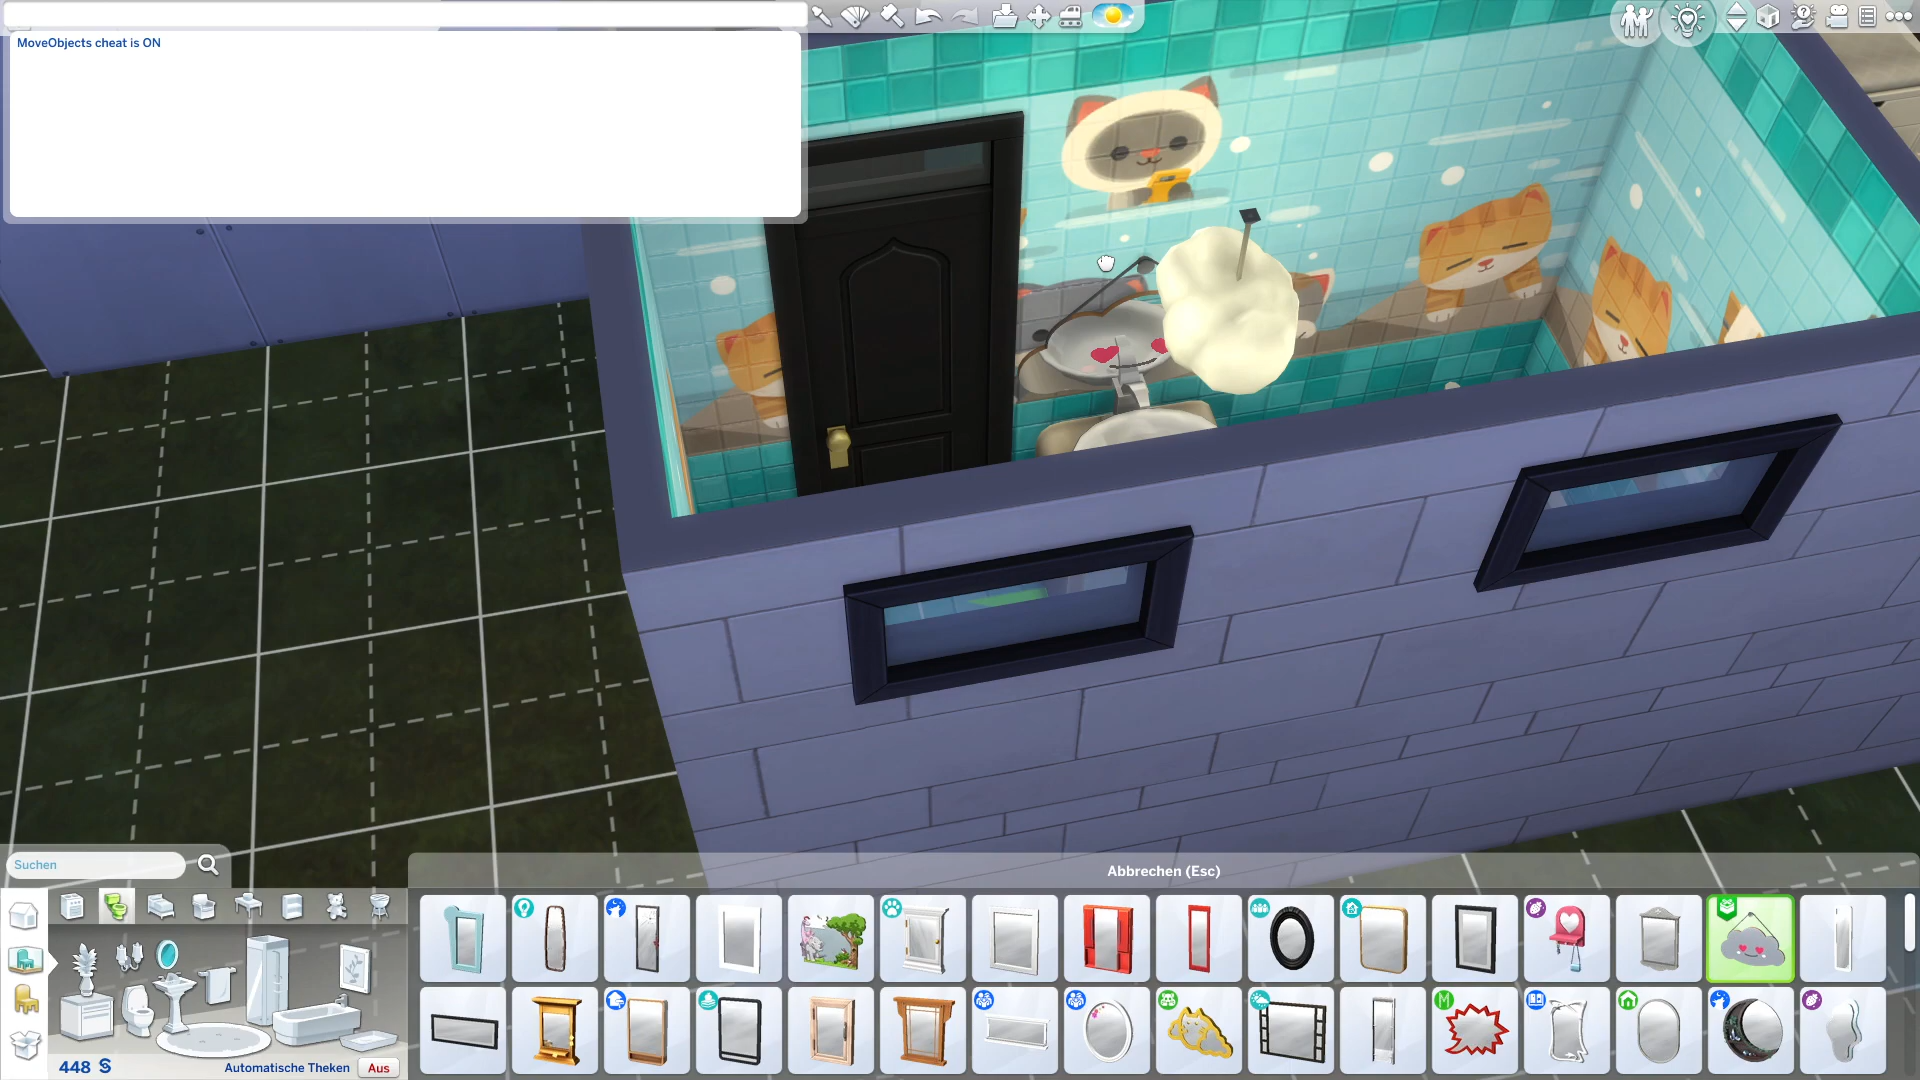 MoveObjects cheat is ON
Suchen
Abbrechen (Esc)
448 S
Automatische Theken
Aus